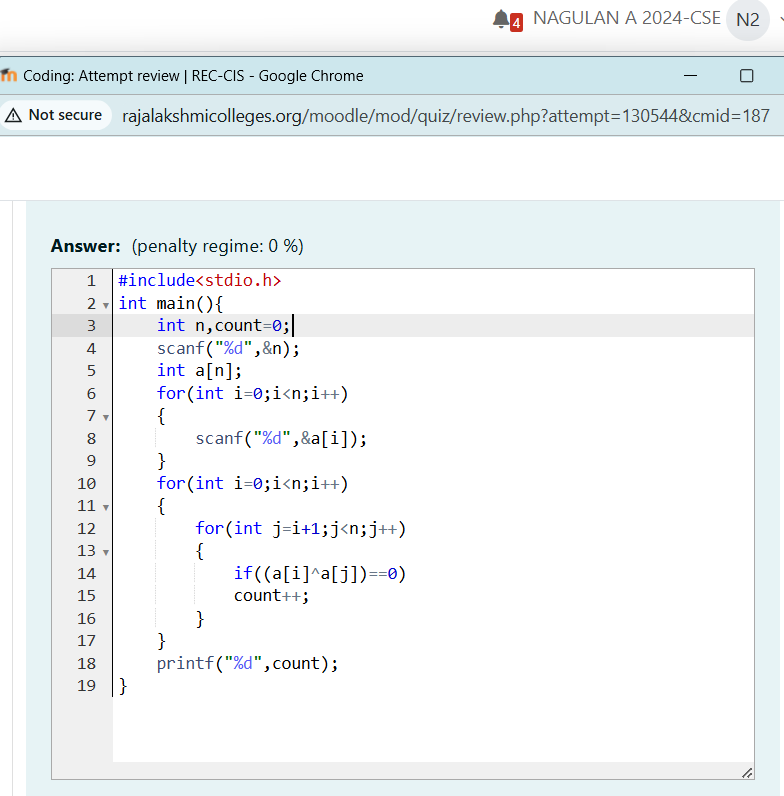 4 NAGULAN A 2024-CSE N2
Coding: Attempt review | REC-CIS - Google Chrome
Not secure rajalakshmicolleges.org/moodle/mod/quiz/review.php?attempt=130544&cmid=187
Answer: (penalty regime: 0 %)
1 #include<stdio.h>
2 int main(){
3     int n,count=0;
4     scanf("%d",&n);
5     int a[n];
6     for(int i=0;i<n;i++)
7     {
8         scanf("%d",&a[i]);
9     }
10     for(int i=0;i<n;i++)
11     {
12         for(int j=i+1;j<n;j++)
13         {
14             if((a[i]^a[j])==0)
15             count++;
16         }
17     }
18     printf("%d",count);
19 }